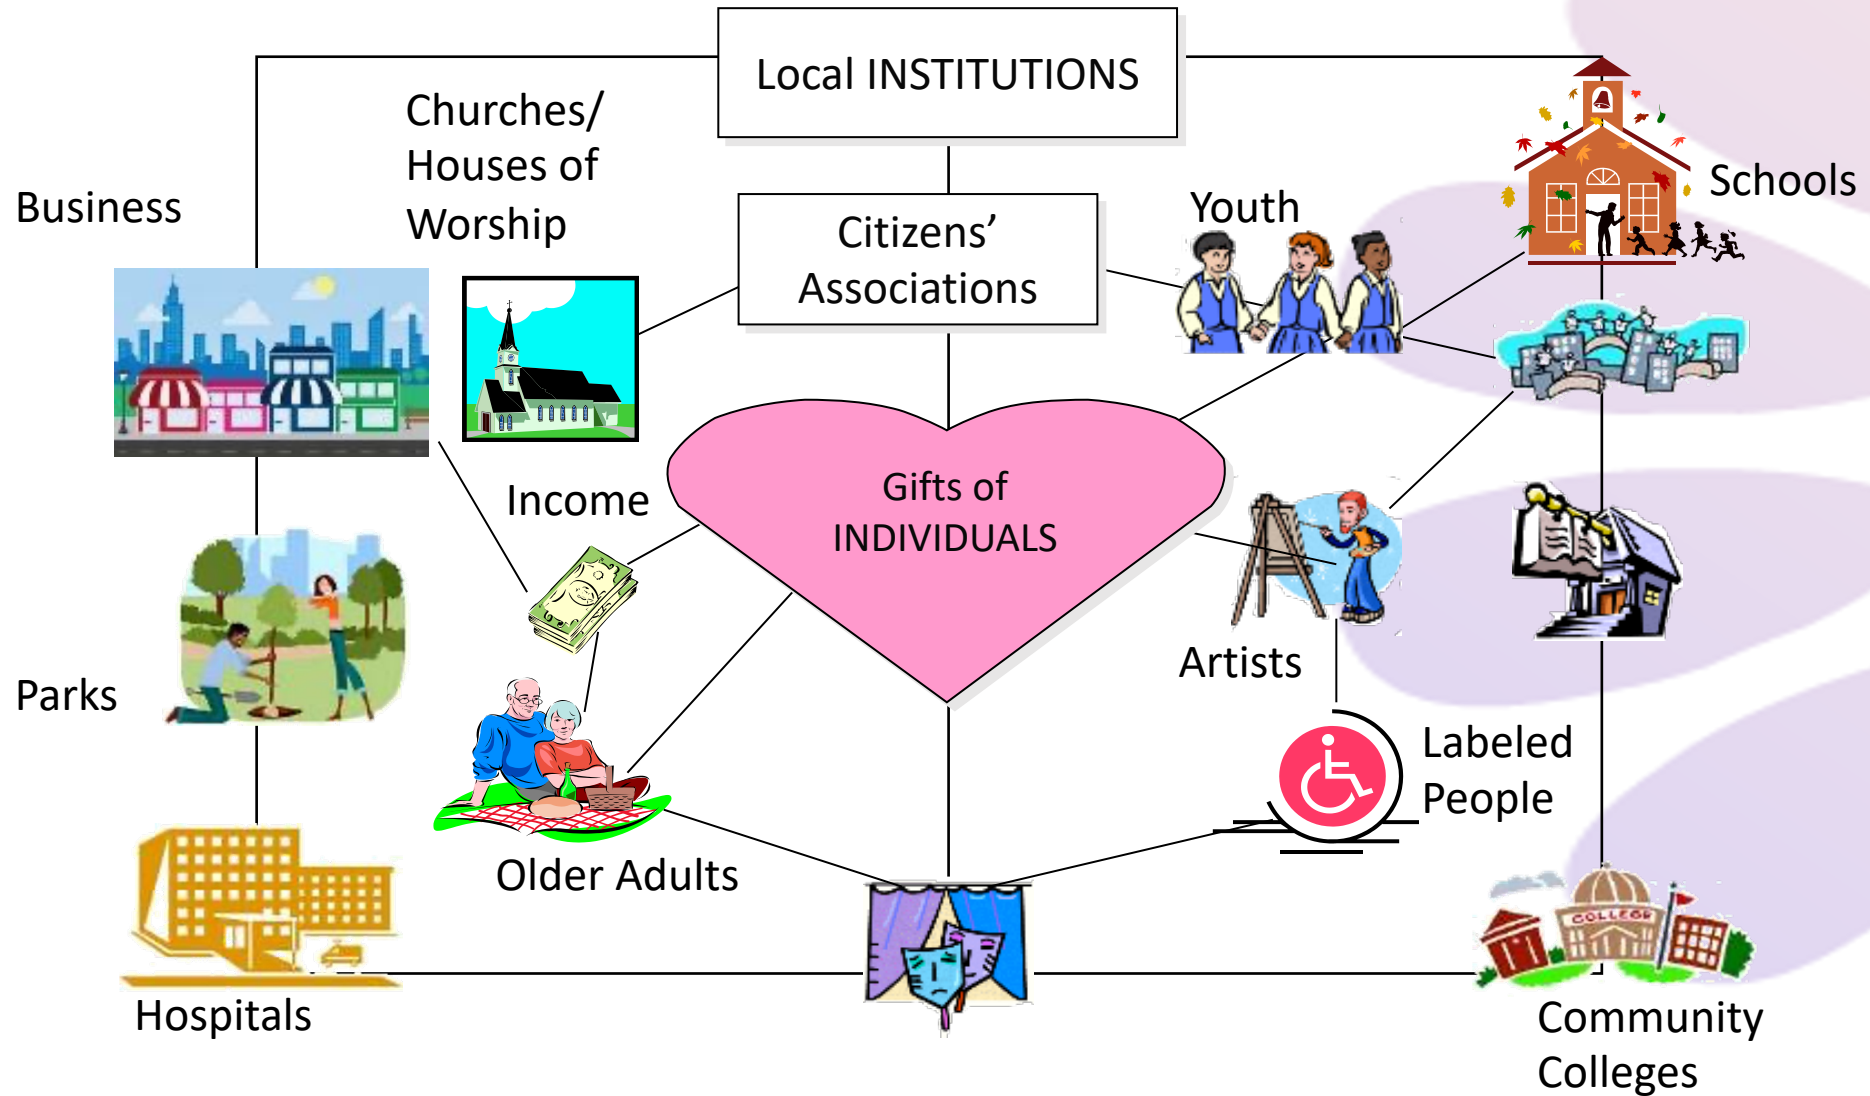 Local INSTITUTIONS
Churches/
Houses of
Worship
Business
Citizens’
Associations
Youth
Schools
Income
Gifts of
INDIVIDUALS
Artists
Parks
Labeled
People
Older Adults
COLLEGE
Hospitals
Community
Colleges